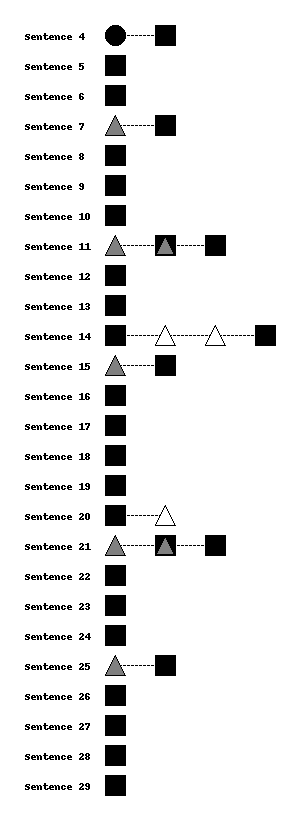 Sentence 4
Sentence 5
Sentence 6
Sentence 7
Sentence 8
Sentence 9
Sentence 10
Sentence 11
Sentence 12
Sentence 13
Sentence 14
Sentence 15
Sentence 16
Sentence 17
Sentence 18
Sentence 19
Sentence 20
Sentence 21
Sentence 22
Sentence 23
Sentence 24
Sentence 25
Sentence 26
Sentence 27
Sentence 28
Sentence 29